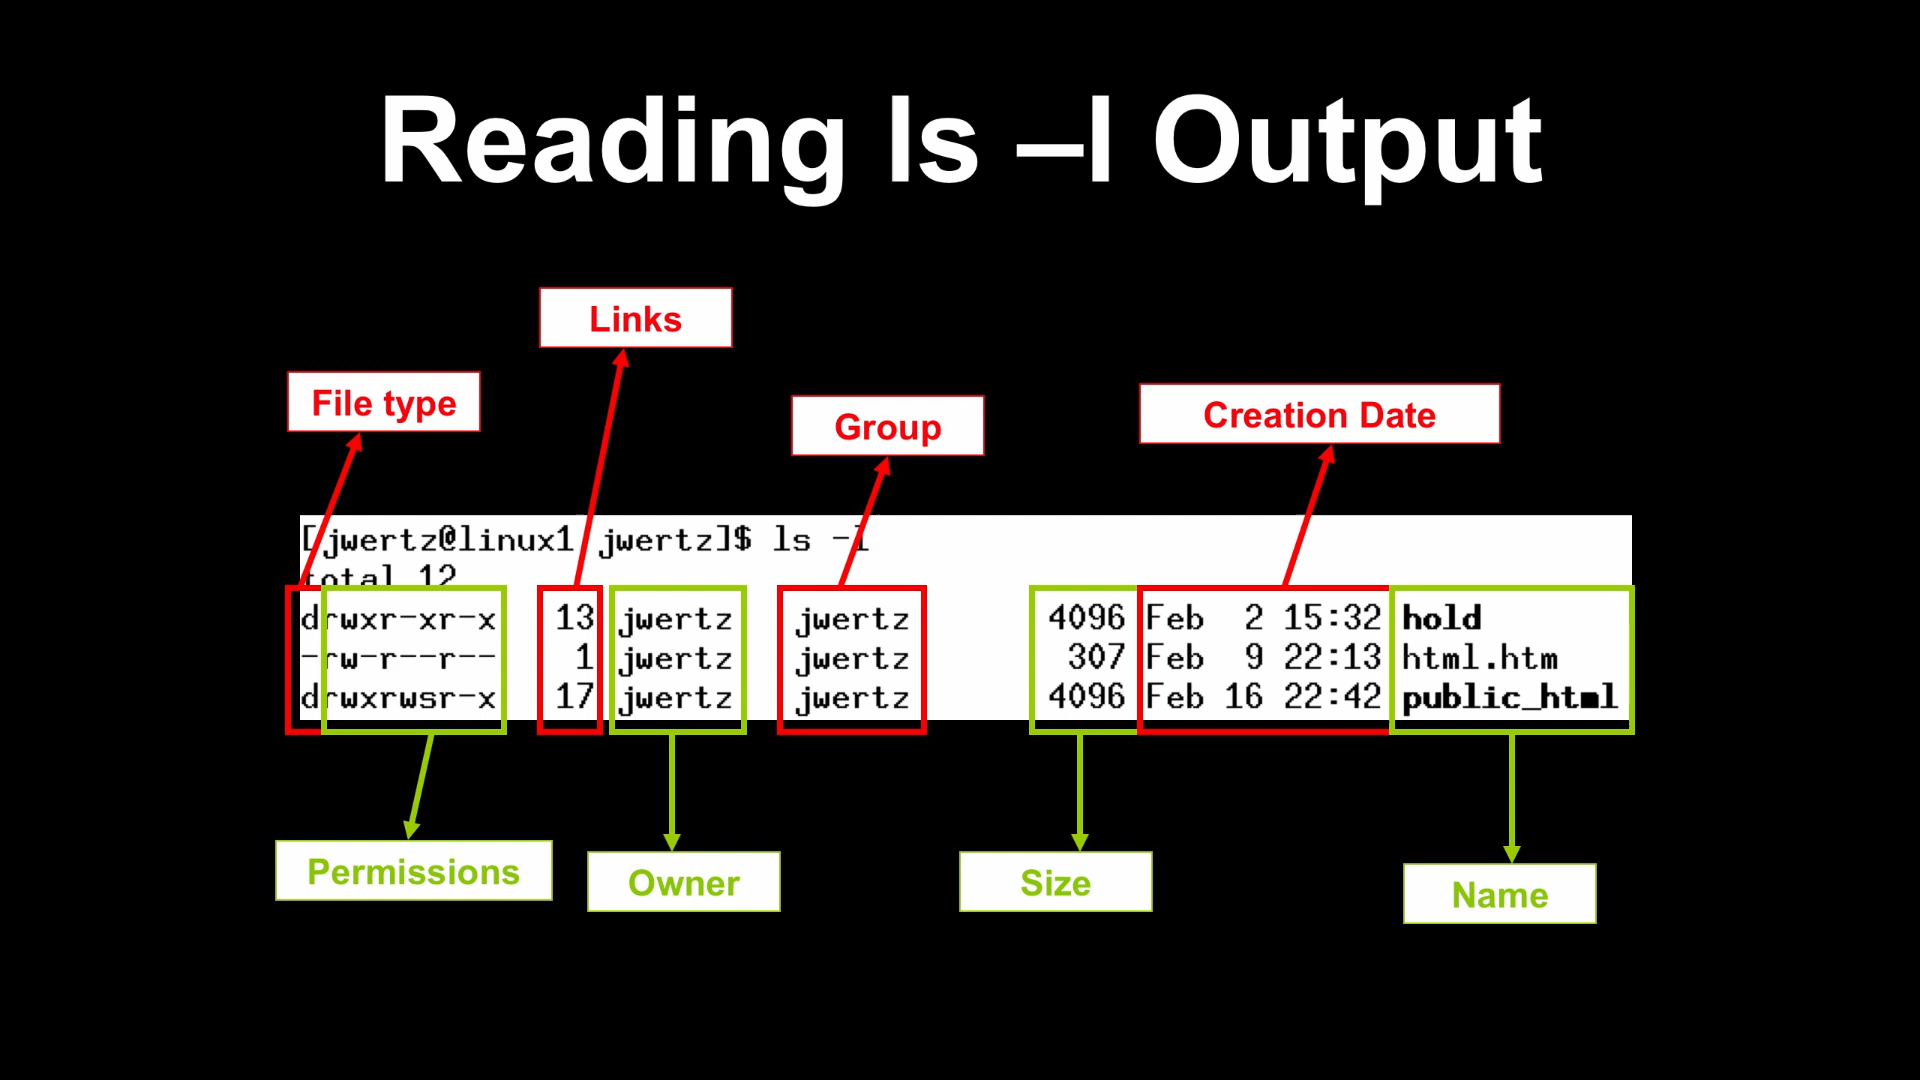 Reading ls –l Output
Links
File type
Group
Creation Date
[jwertz@linux1 jwertz]$ ls -l
total 12
drwxr-xr-x 13 jwertz jwertz 4096 Feb 2 15:32 hold
-rw-r--r-- 1 jwertz jwertz 307 Feb 9 22:13 html.htm
drwxrwsr-x 17 jwertz jwertz 4096 Feb 16 22:42 public_html
Permissions
Owner
Size
Name